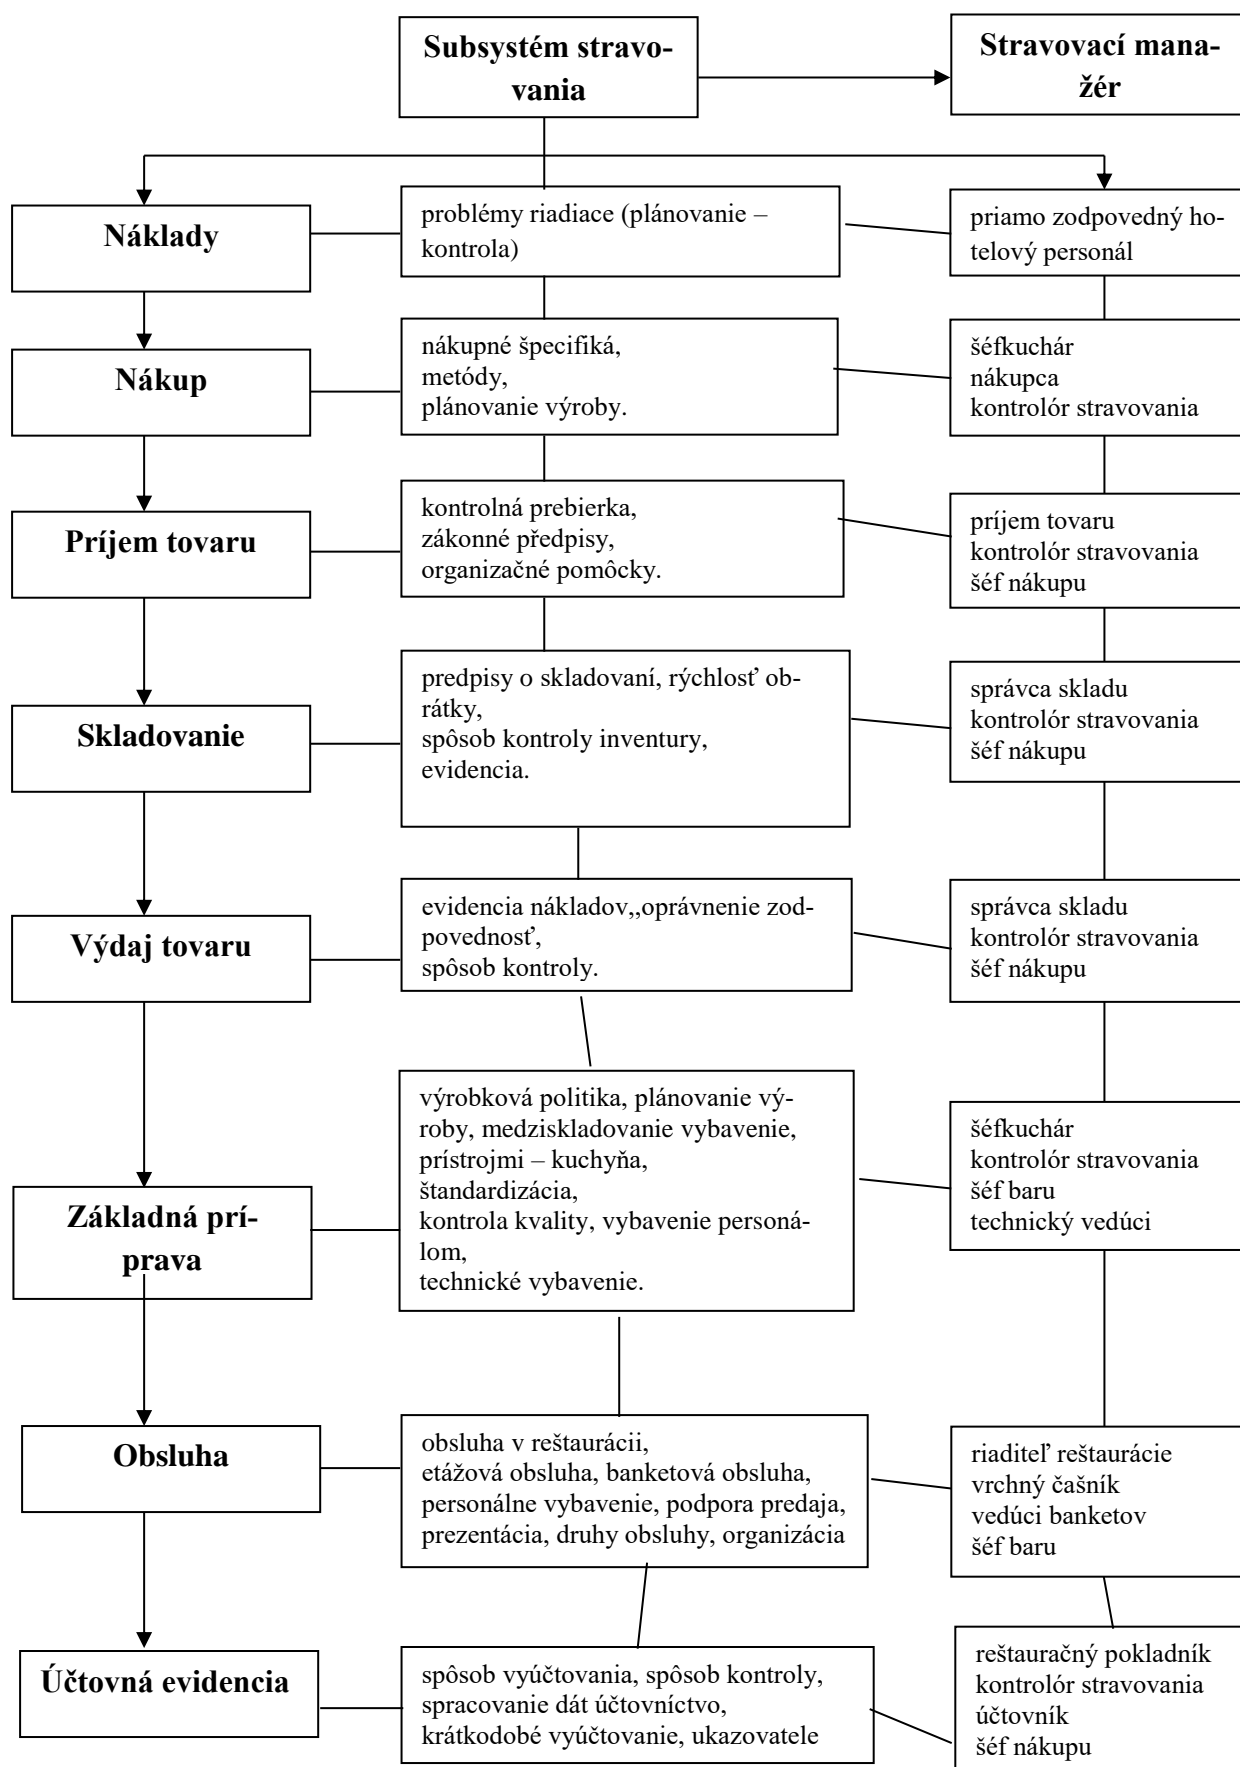 Subsystém stravo-
vania
Stravovací mana-
žér
Náklady
problémy riadiace (plánovanie –
kontrola)
priamo zodpovedný ho-
telový personál
Nákup
nákupné špecifiká,
metódy,
plánovanie výroby.
šéfkuchár
nákupca
kontrolór stravovania
Príjem tovaru
kontrolná prebierka,
zákonné předpisy,
organizačné pomôcky.
príjem tovaru
kontrolór stravovania
šéf nákupu
Skladovanie
predpisy o skladovaní, rýchlosť ob-
rátky,
spôsob kontroly inventury,
evidencia.
správca skladu
kontrolór stravovania
šéf nákupu
Výdaj tovaru
evidencia nákladov,,oprávnenie zod-
povednosť,
spôsob kontroly.
správca skladu
kontrolór stravovania
šéf nákupu
Základná prí-
prava
výrobková politika, plánovanie vý-
roby, medziskladovanie vybavenie,
prístrojmi – kuchyňa,
štandardizácia,
kontrola kvality, vybavenie personá-
lom,
technické vybavenie.
šéfkuchár
kontrolór stravovania
šéf baru
technický vedúci
Obsluha
obsluha v reštaurácii,
etážová obsluha, banketová obsluha,
personálne vybavenie, podpora predaja,
prezentácia, druhy obsluhy, organizácia
riaditeľ reštaurácie
vrchný čašník
vedúci banketov
šéf baru
Účtovná evidencia
spôsob vyúčtovania, spôsob kontroly,
spracovanie dát účtovníctvo,
krátkodobé vyúčtovanie, ukazovatele
reštauračný pokladník
kontrolór stravovania
účtovník
šéf nákupu